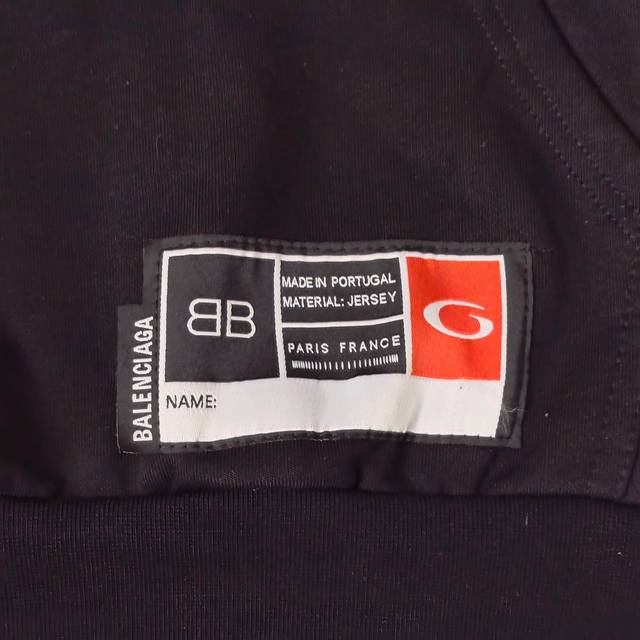 BALENCIAGA
BB
MADE IN PORTUGAL
MATERIAL: JERSEY
PARIS FRANCE
G
NAME: